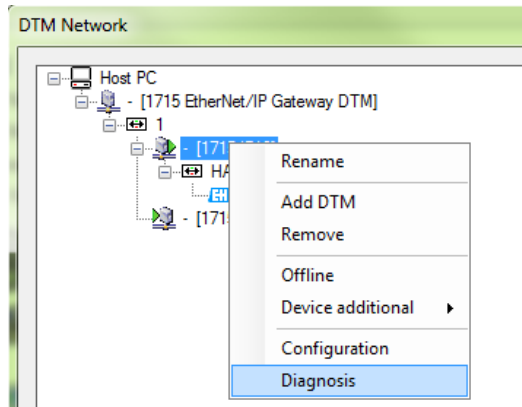 DTM Network
Host PC
- [1715 EtherNet/IP Gateway DTM]
1
- [171
HA
- [171
Rename
Add DTM
Remove
Offline
Device additional
Configuration
Diagnosis